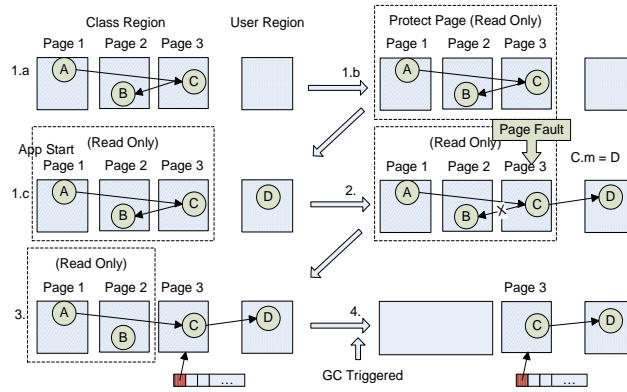 Class Region User Region Protect Page (Read Only)
Page 1 Page 2 Page 3 Page 1 Page 2 Page 3
1.a A B C 1.b A B C
Page Fault
App Start (Read Only) (Read Only) C.m = D
Page 1 Page 2 Page 3 Page 1 Page 2 Page 3
1.c A B C D 2. A B X C D
(Read Only)
Page 1 Page 2 Page 3 Page 3
3. A B C D 4. C D
GC Triggered
... ...